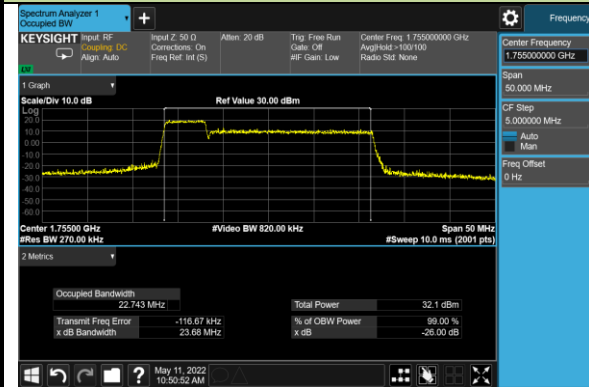 Spectrum Analyzer 1
Occupied BW
Frequency
KEYSIGHT
Input: RF
Coupling: DC
Align: Auto
Input Z: 50 Ω
Corrections: On
Freq Ref: Int (S)
Atten: 20 dB
Trig: Free Run
Gate: Off
#IF Gain: Low
Center Freq: 1.755000000 GHz
Avg|Hold:>100/100
Radio Std: None
Center Frequency
1.755000000 GHz
Span
50.000 MHz
CF Step
5.000000 MHz
Auto
Man
Freq Offset
0 Hz
1 Graph
Scale/Div 10.0 dB
Ref Value 30.00 dBm
Log
20.0
10.0
0.00
-10.0
-20.0
-30.0
-40.0
-50.0
-60.0
Center 1.75500 GHz
#Video BW 820.00 kHz
Span 50 MHz
#Res BW 270.00 kHz
#Sweep 10.0 ms (2001 pts)
2 Metrics
Occupied Bandwidth
22.743 MHz
Total Power 32.1 dBm
Transmit Freq Error -116.67 kHz
% of OBW Power 99.00 %
x dB Bandwidth 23.68 MHz
x dB -26.00 dB
May 11, 2022
10:50:52 AM